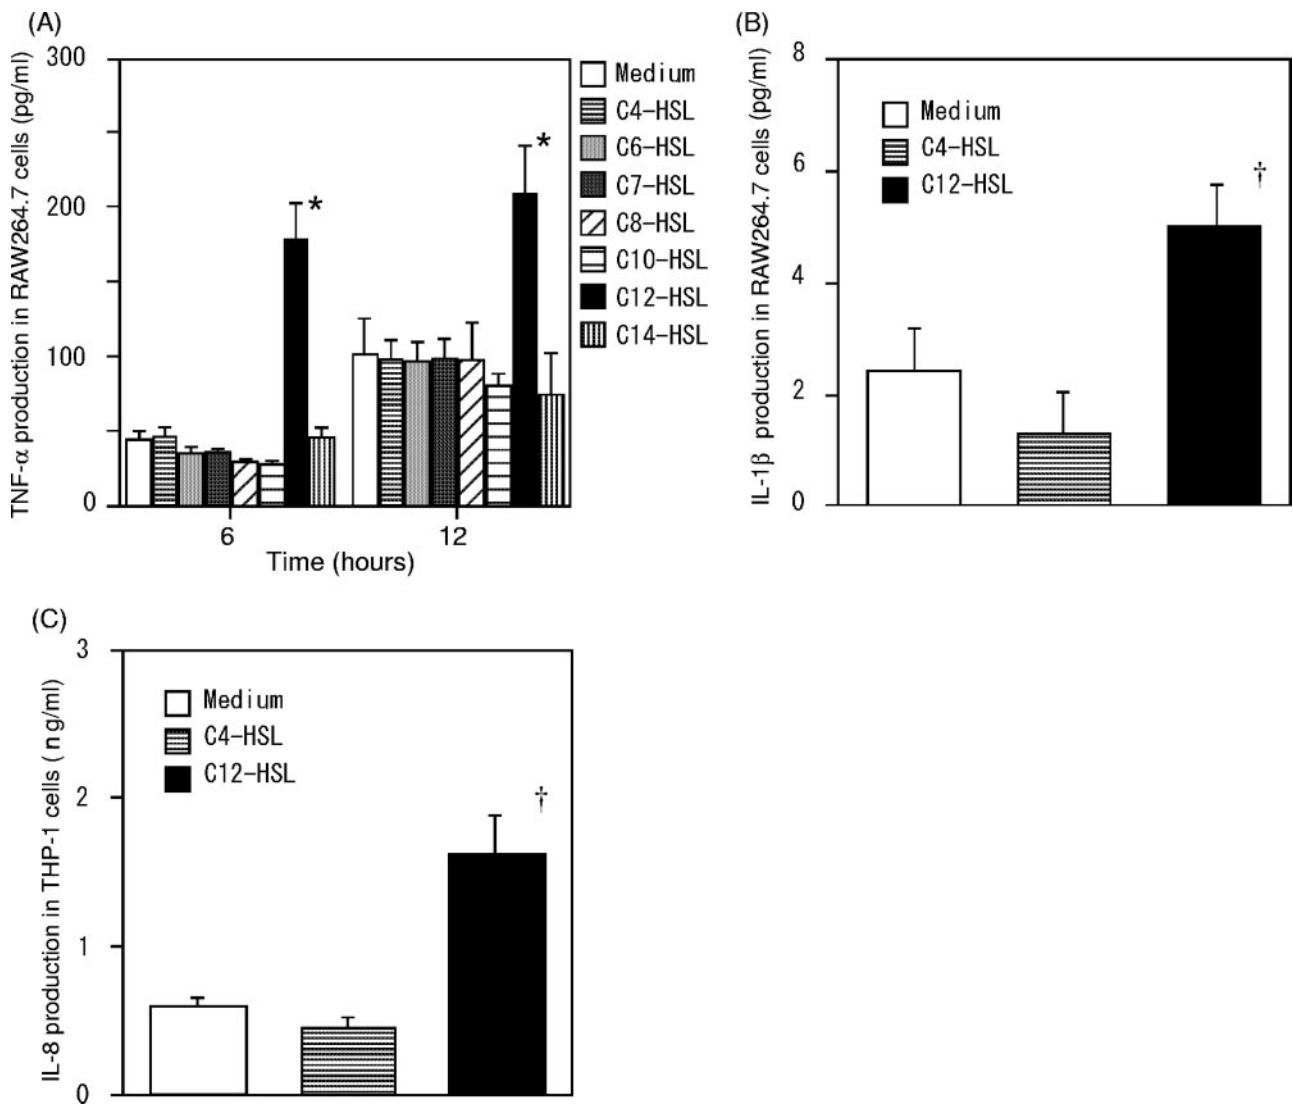 (A)
TNF-α production in RAW264.7 cells (pg/ml)
300
200
100
0
6
12
Time (hours)
*
*
Medium
C4-HSL
C6-HSL
C7-HSL
C8-HSL
C10-HSL
C12-HSL
C14-HSL
(B)
IL-1β production in RAW264.7 cells (pg/ml)
8
6
4
2
0
Medium
C4-HSL
C12-HSL
†
(C)
IL-8 production in THP-1 cells ( n g/ml)
3
2
1
0
Medium
C4-HSL
C12-HSL
†